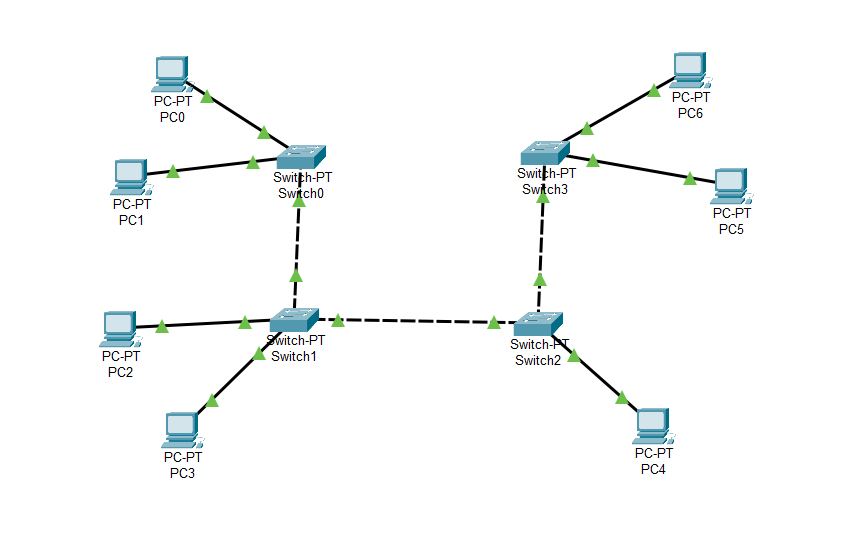 PC-PT
PC0
PC-PT
PC6
Switch-PT
Switch0
Switch-PT
Switch3
PC-PT
PC1
PC-PT
PC5
Switch-PT
Switch1
Switch-PT
Switch2
PC-PT
PC2
PC-PT
PC3
PC-PT
PC4